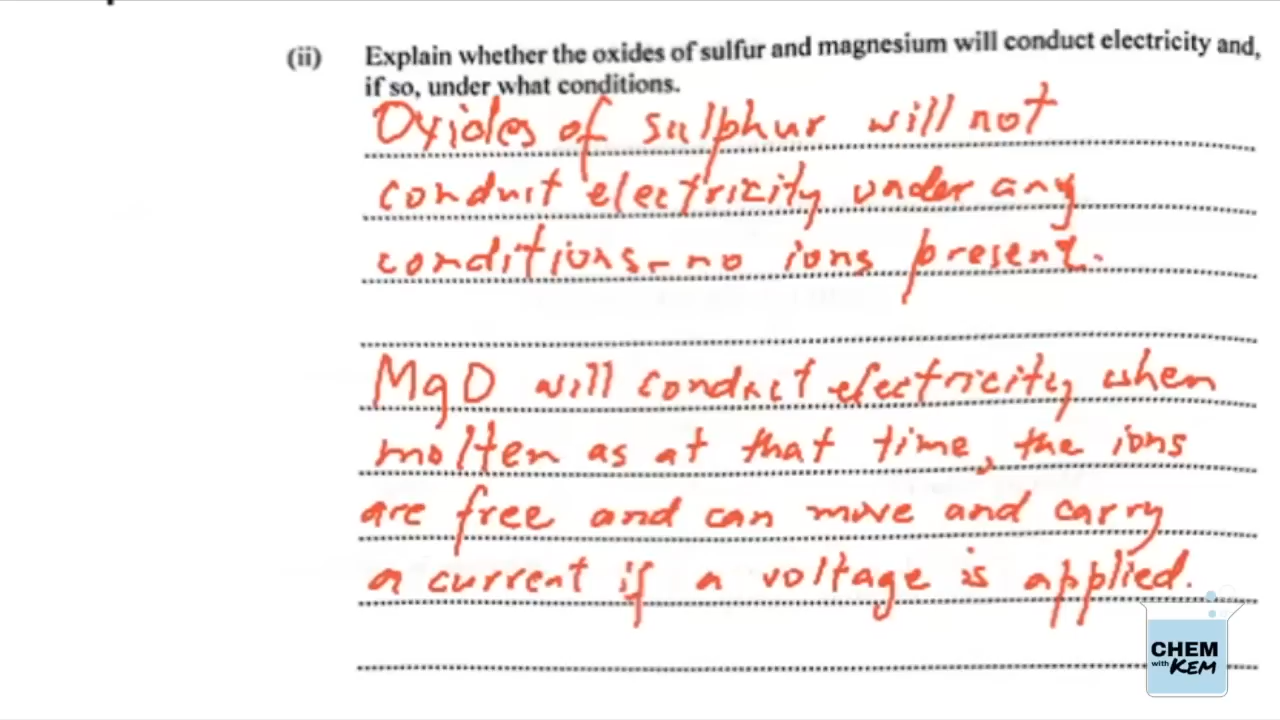 (ii) Explain whether the oxides of sulfur and magnesium will conduct electricity and,
if so, under what conditions.
Oxides of sulphur will not
conduct electricity under any
conditions - no ions present.
MgO will conduct electricity when
molten as at that time, the ions
are free and can move and carry
a current if a voltage is applied.
CHEM
with KEM